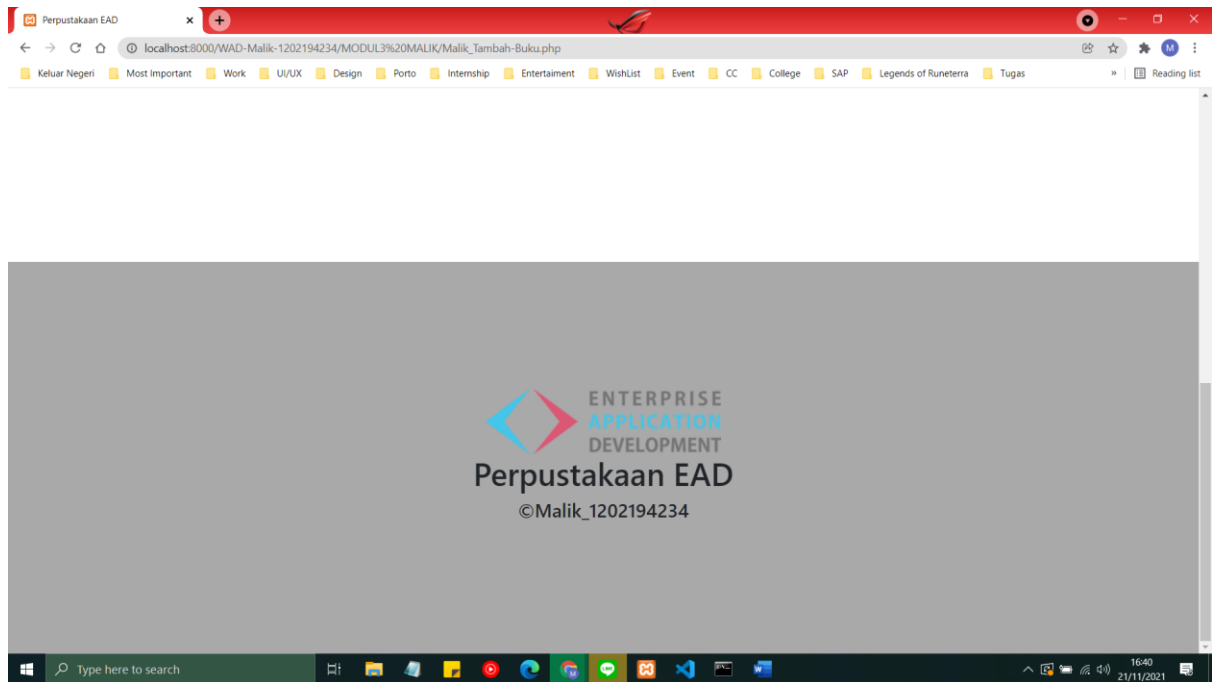 Perpustakaan EAD
localhost:8000/WAD-Malik-1202194234/MODUL3%20MALIK/Malik_Tambah-Buku.php
M
Keluar Negeri Most Important Work UI/UX Design Porto Internship Entertaiment WishList Event CC College SAP Legends of Runeterra Tugas » Reading list
ENTERPRISE
APPLICATION
DEVELOPMENT
Perpustakaan EAD
©Malik_1202194234
Type here to search
16:40
21/11/2021